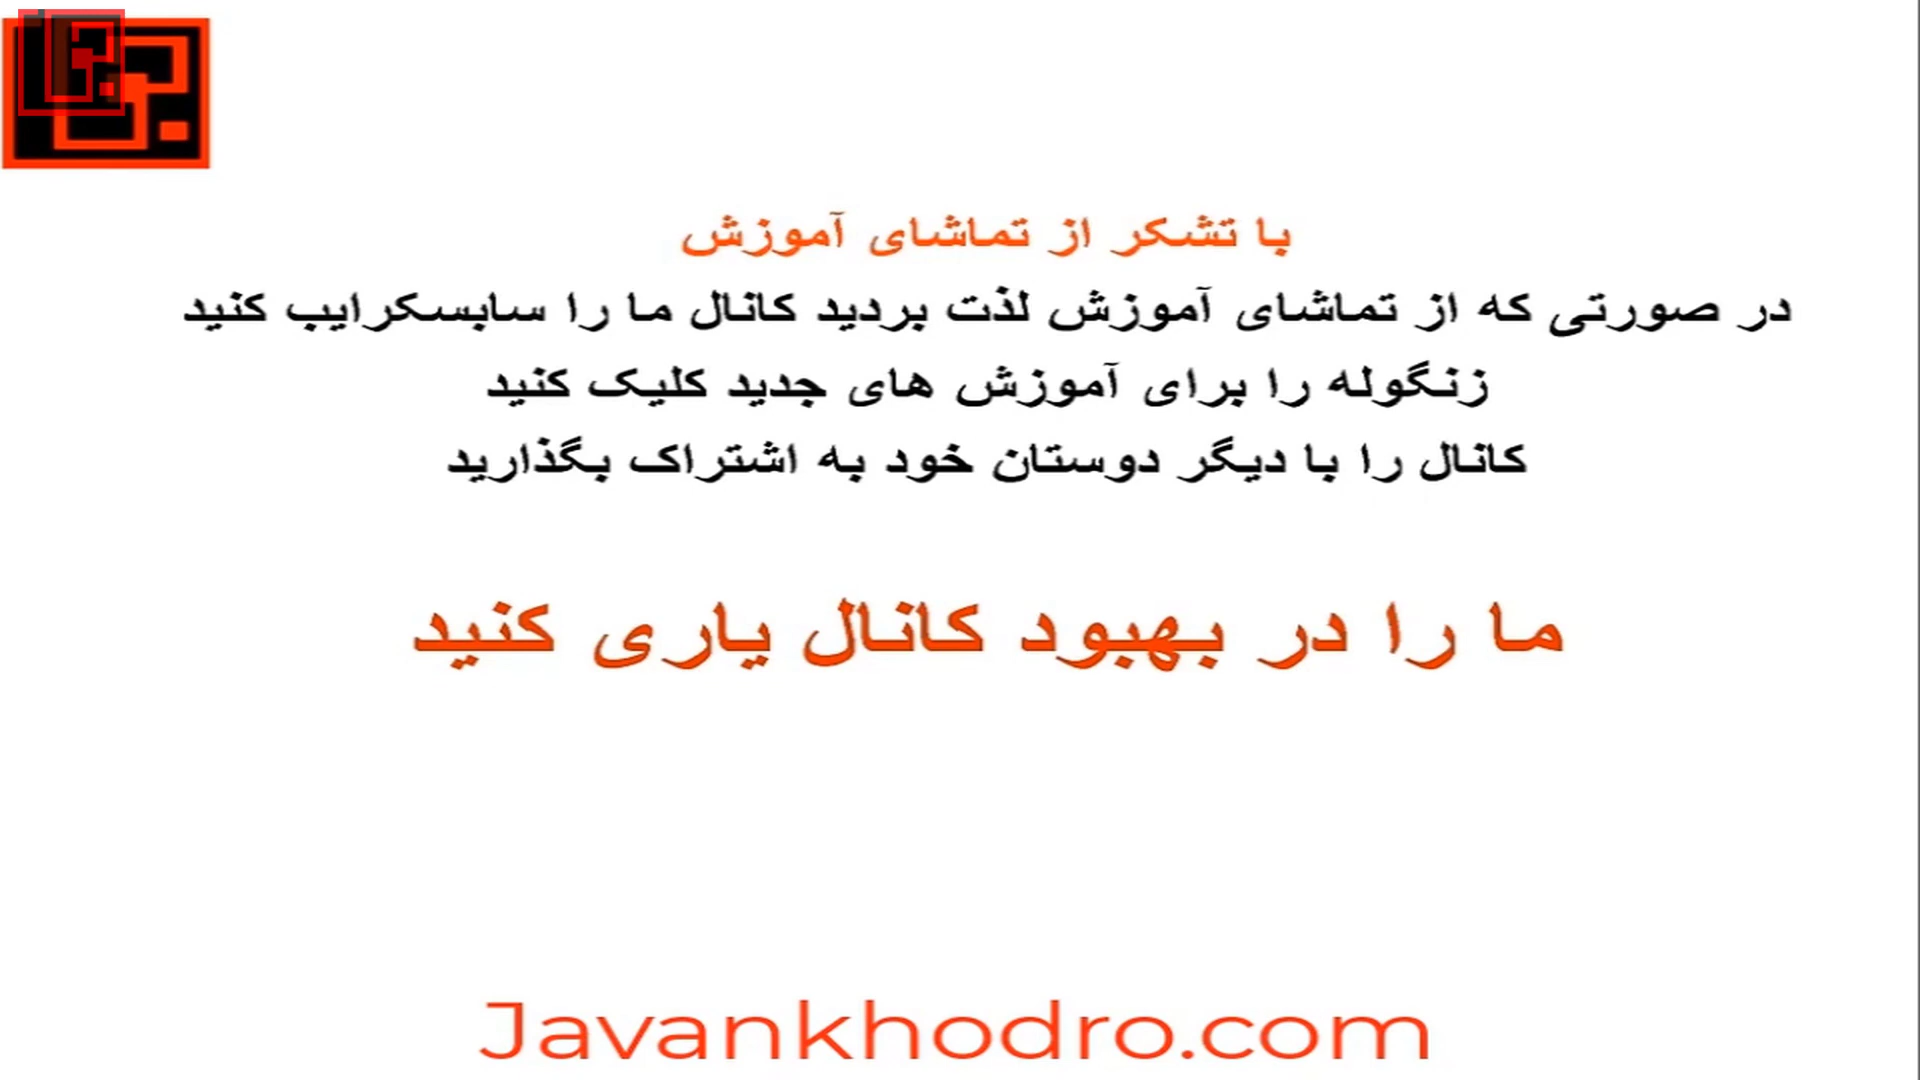 با تشکر از تماشای آموزش
در صورتی که از تماشای آموزش لذت بردید کانال ما را سابسکرایب کنید
زنگوله را برای آموزش های جدید کلیک کنید
کانال را با دیگر دوستان خود به اشتراک بگذارید
ما را در بهبود کانال یاری کنید
Javankhodro.com